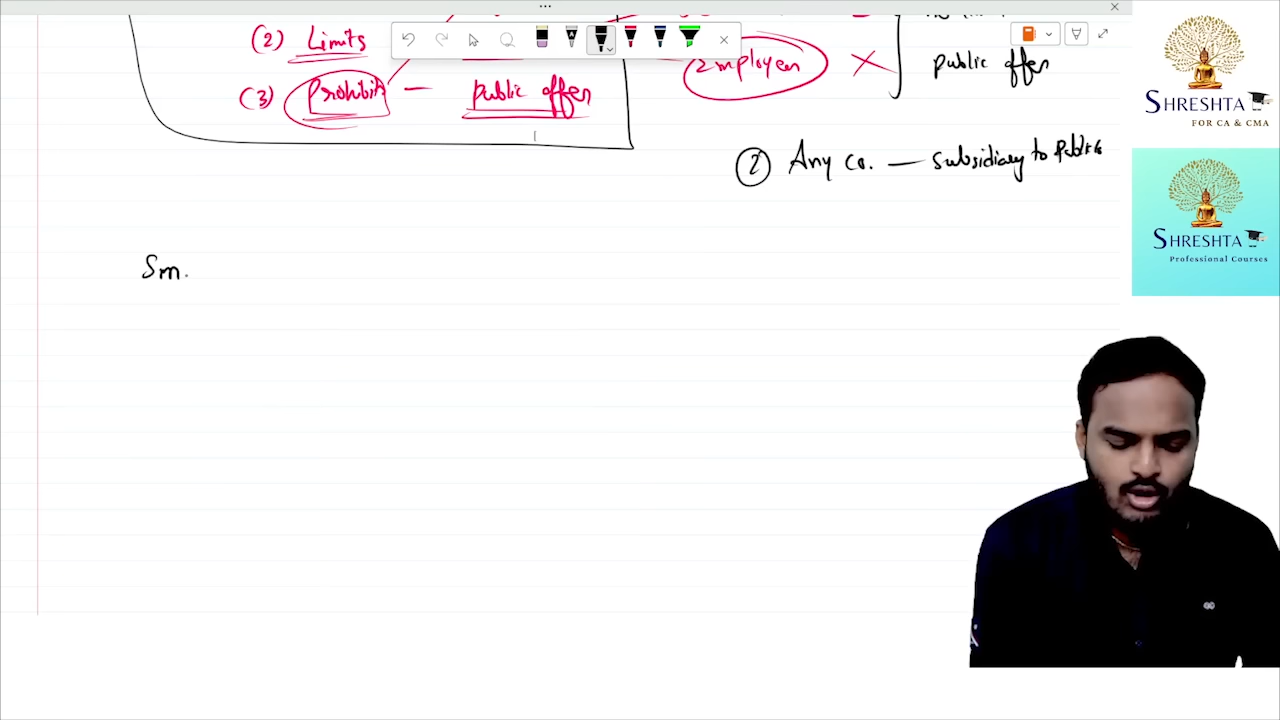 (2) Limits
(3) Prohibits — public offer
Employees
public offer
② Any co. — subsidiary to Public
Sm.
SHRESHTA
FOR CA & CMA
SHRESHTA
Professional Courses